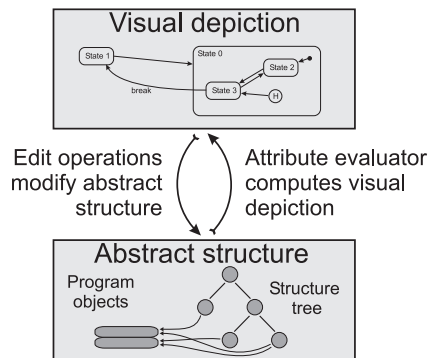 Visual depiction
State 1
State 0
State 2
State 3
break
H
Edit operations
modify abstract
structure
Attribute evaluator
computes visual
depiction
Abstract structure
Program
objects
Structure
tree